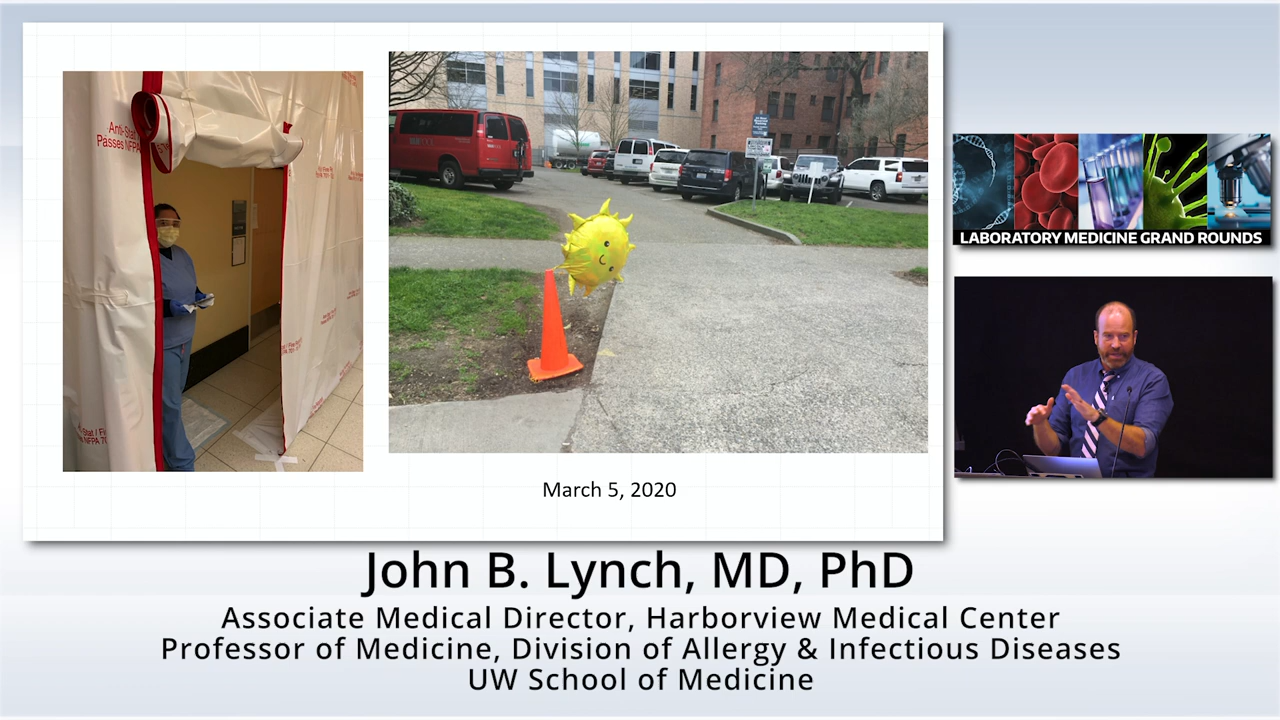 Anti-Stat
Passes NFPA
March 5, 2020
LABORATORY MEDICINE GRAND ROUNDS
John B. Lynch, MD, PhD
Associate Medical Director, Harborview Medical Center
Professor of Medicine, Division of Allergy & Infectious Diseases
UW School of Medicine